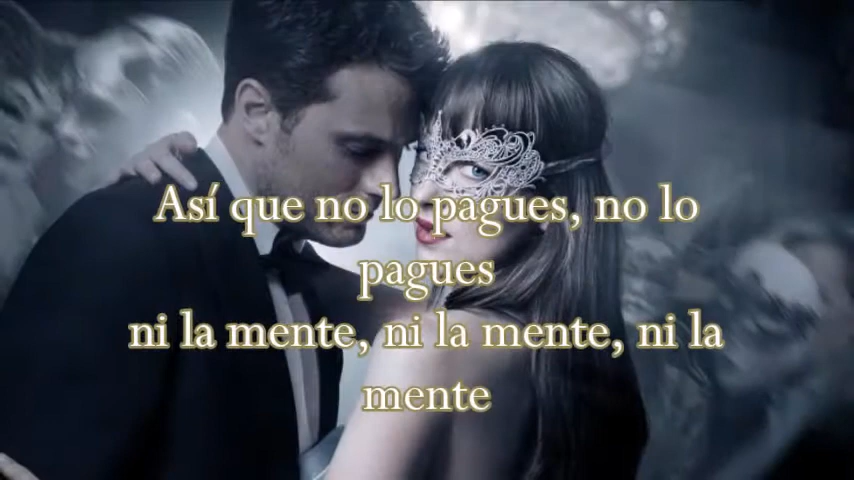 Así que no lo pagues, no lo
pagues
ni la mente, ni la mente, ni la
mente